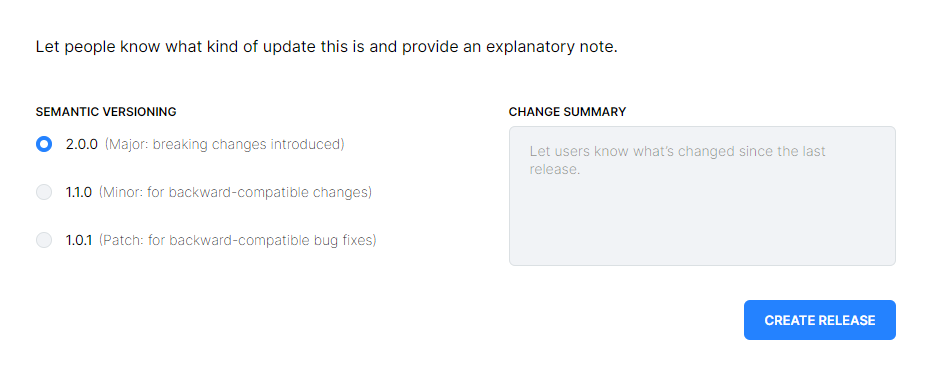 Let people know what kind of update this is and provide an explanatory note.
SEMANTIC VERSIONING
2.0.0 (Major: breaking changes introduced)
1.1.0 (Minor: for backward-compatible changes)
1.0.1 (Patch: for backward-compatible bug fixes)
CHANGE SUMMARY
Let users know what's changed since the last
release.
CREATE RELEASE